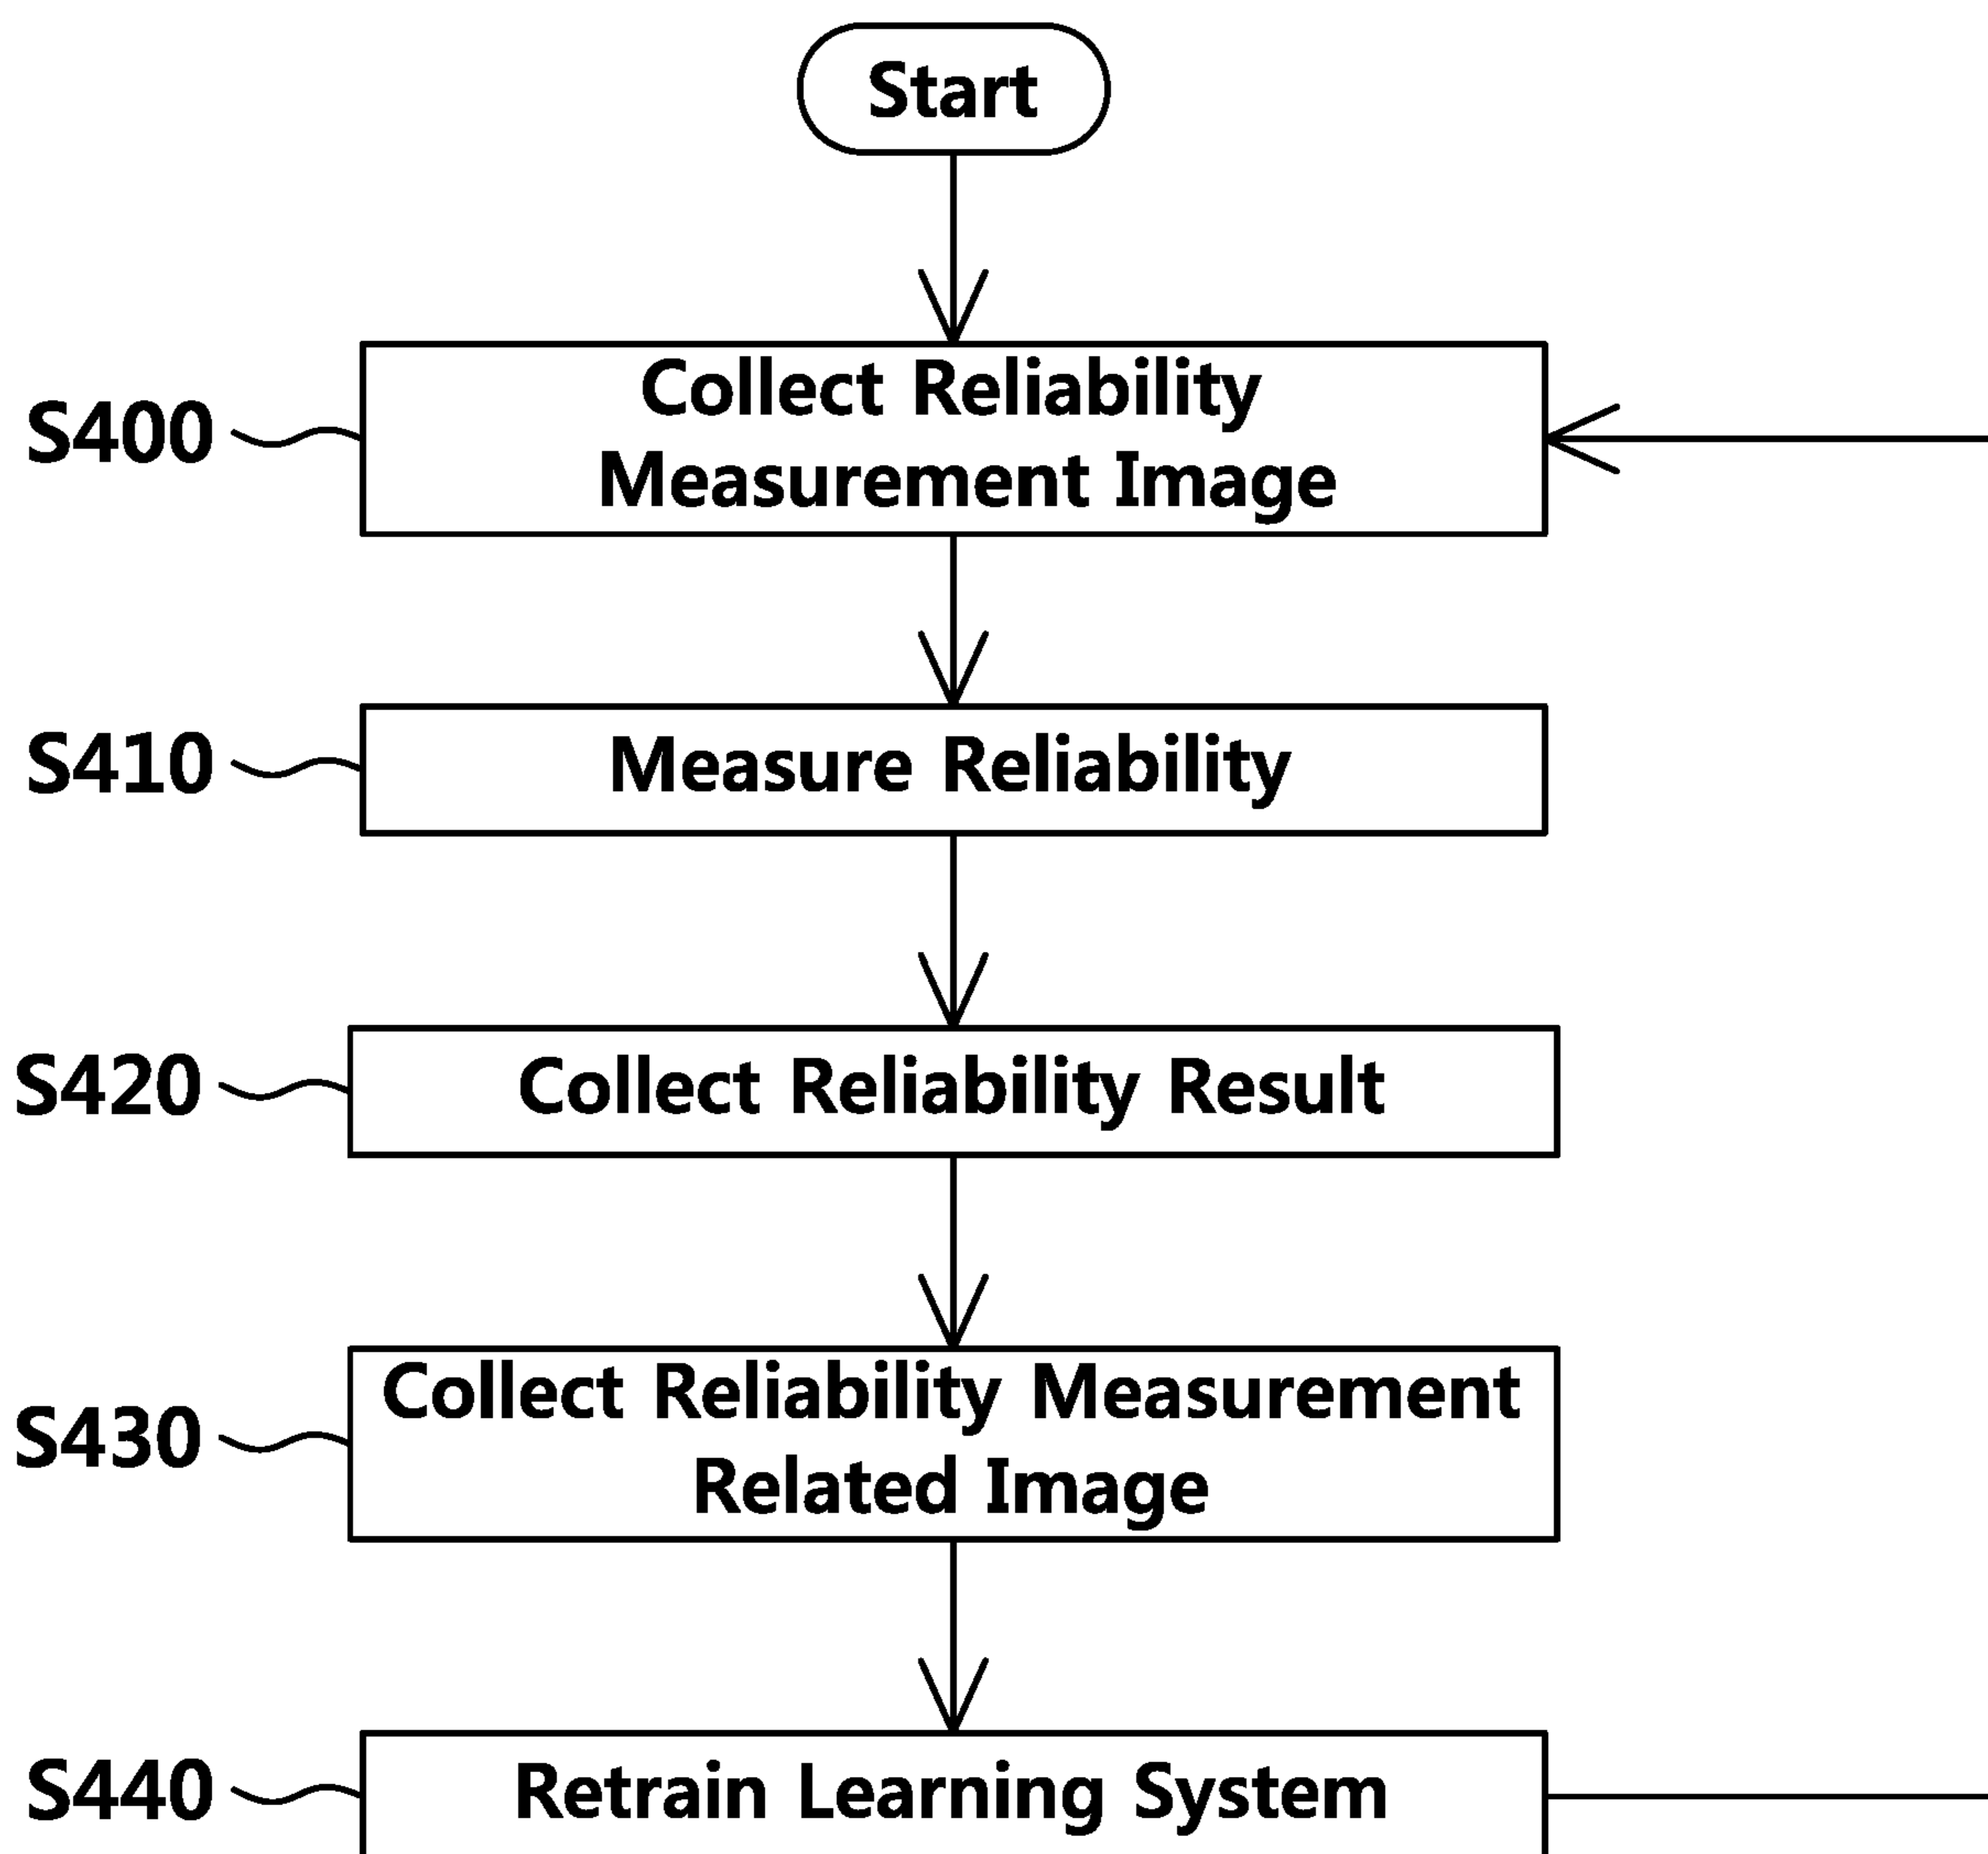 Start
S400
Collect Reliability
Measurement Image
S410
Measure Reliability
S420
Collect Reliability Result
S430
Collect Reliability Measurement
Related Image
S440
Retrain Learning System